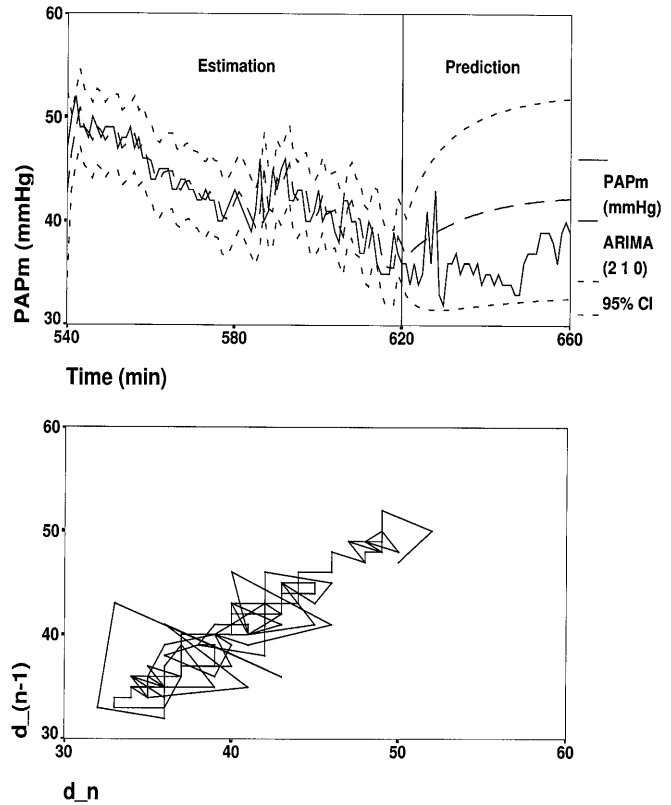 60
Estimation
Prediction
50
PAPm (mmHg)
40
30
540
580
620
660
Time (min)
PAPm
(mmHg)
ARIMA
(2 1 0)
95% CI
60
50
d_(n-1)
40
30
30
40
50
60
d_n